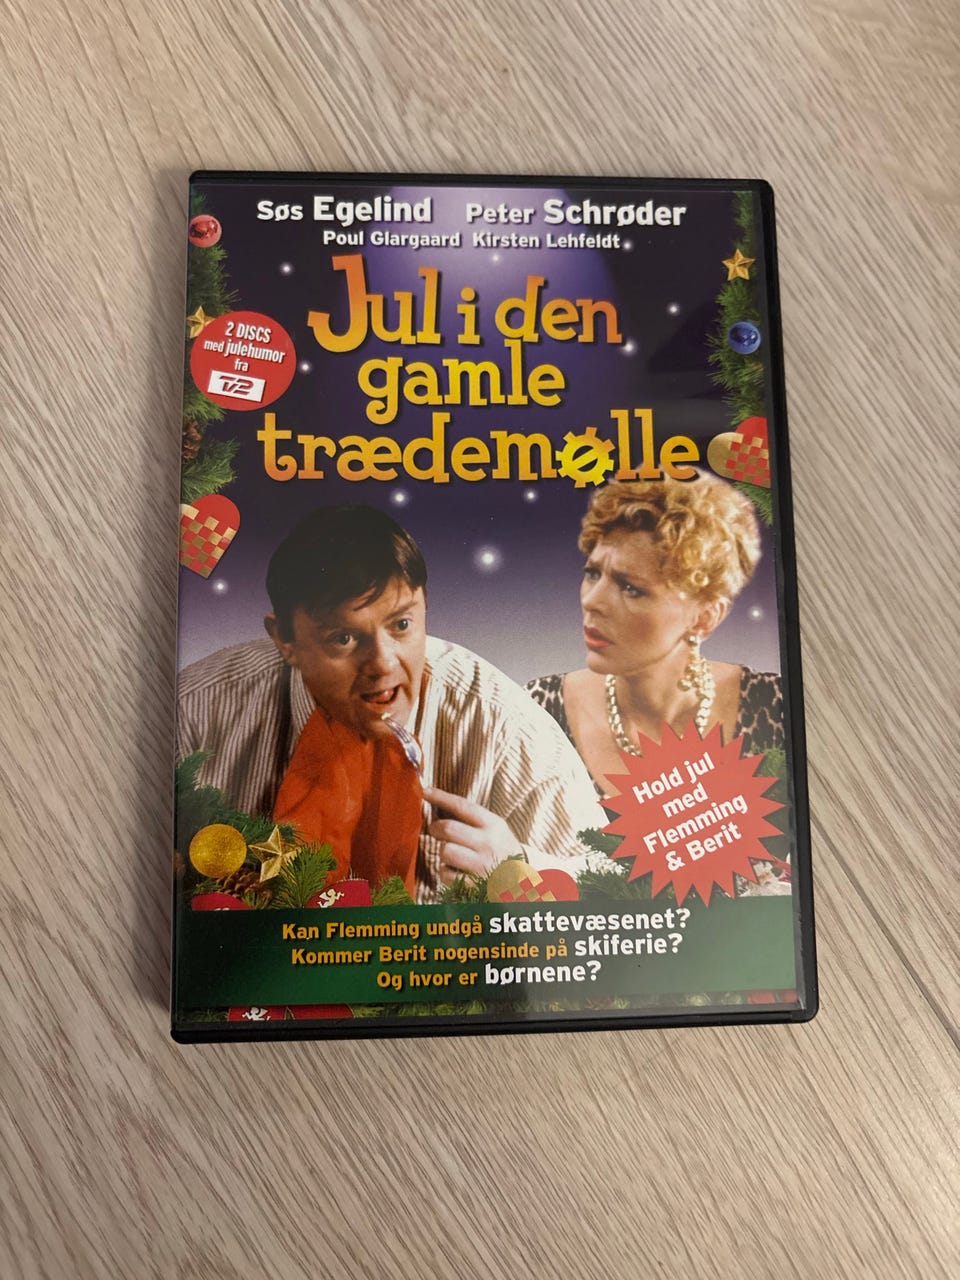 Søs Egelind Peter Schrøder
Poul Glargaard Kirsten Lehfeldt
Jul i den
gamle
trædemølle
2 DISCS
med julehumor
fra
TV2
Hold jul
med
Flemming
& Berit
Kan Flemming undgå skattevæsenet?
Kommer Berit nogensinde på skiferie?
Og hvor er børnene?